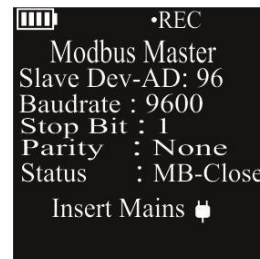 •REC
Modbus Master
Slave Dev-AD: 96
Baudrate : 9600
Stop Bit : 1
Parity : None
Status : MB-Close
Insert Mains